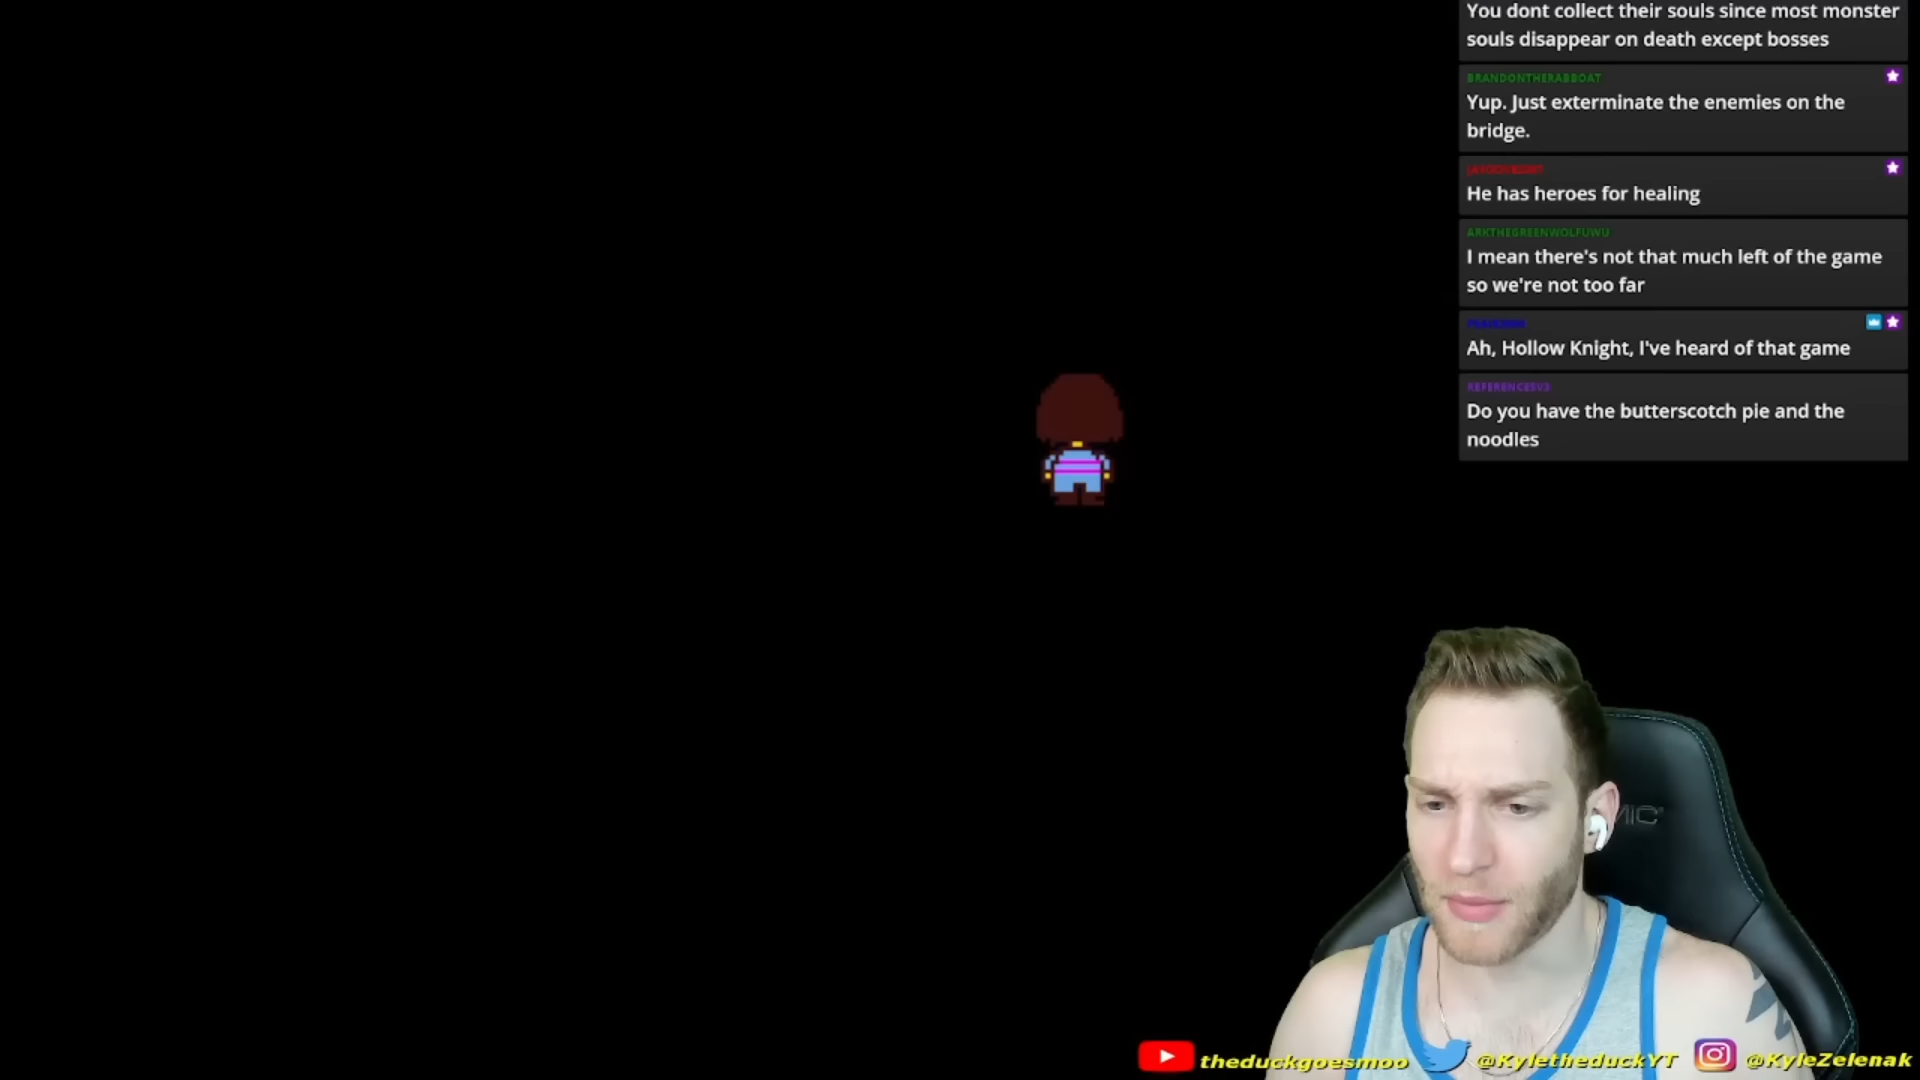 You dont collect their souls since most monster
souls disappear on death except bosses
BRANDONTHERABBOAT
Yup. Just exterminate the enemies on the
bridge.
He has heroes for healing
ARKTHEGREENWOLFUWU
I mean there's not that much left of the game
so we're not too far
Ah, Hollow Knight, I've heard of that game
REFERENCESV3
Do you have the butterscotch pie and the
noodles
theduckgoesmoo @KyletheduckYT @KyleZelenak